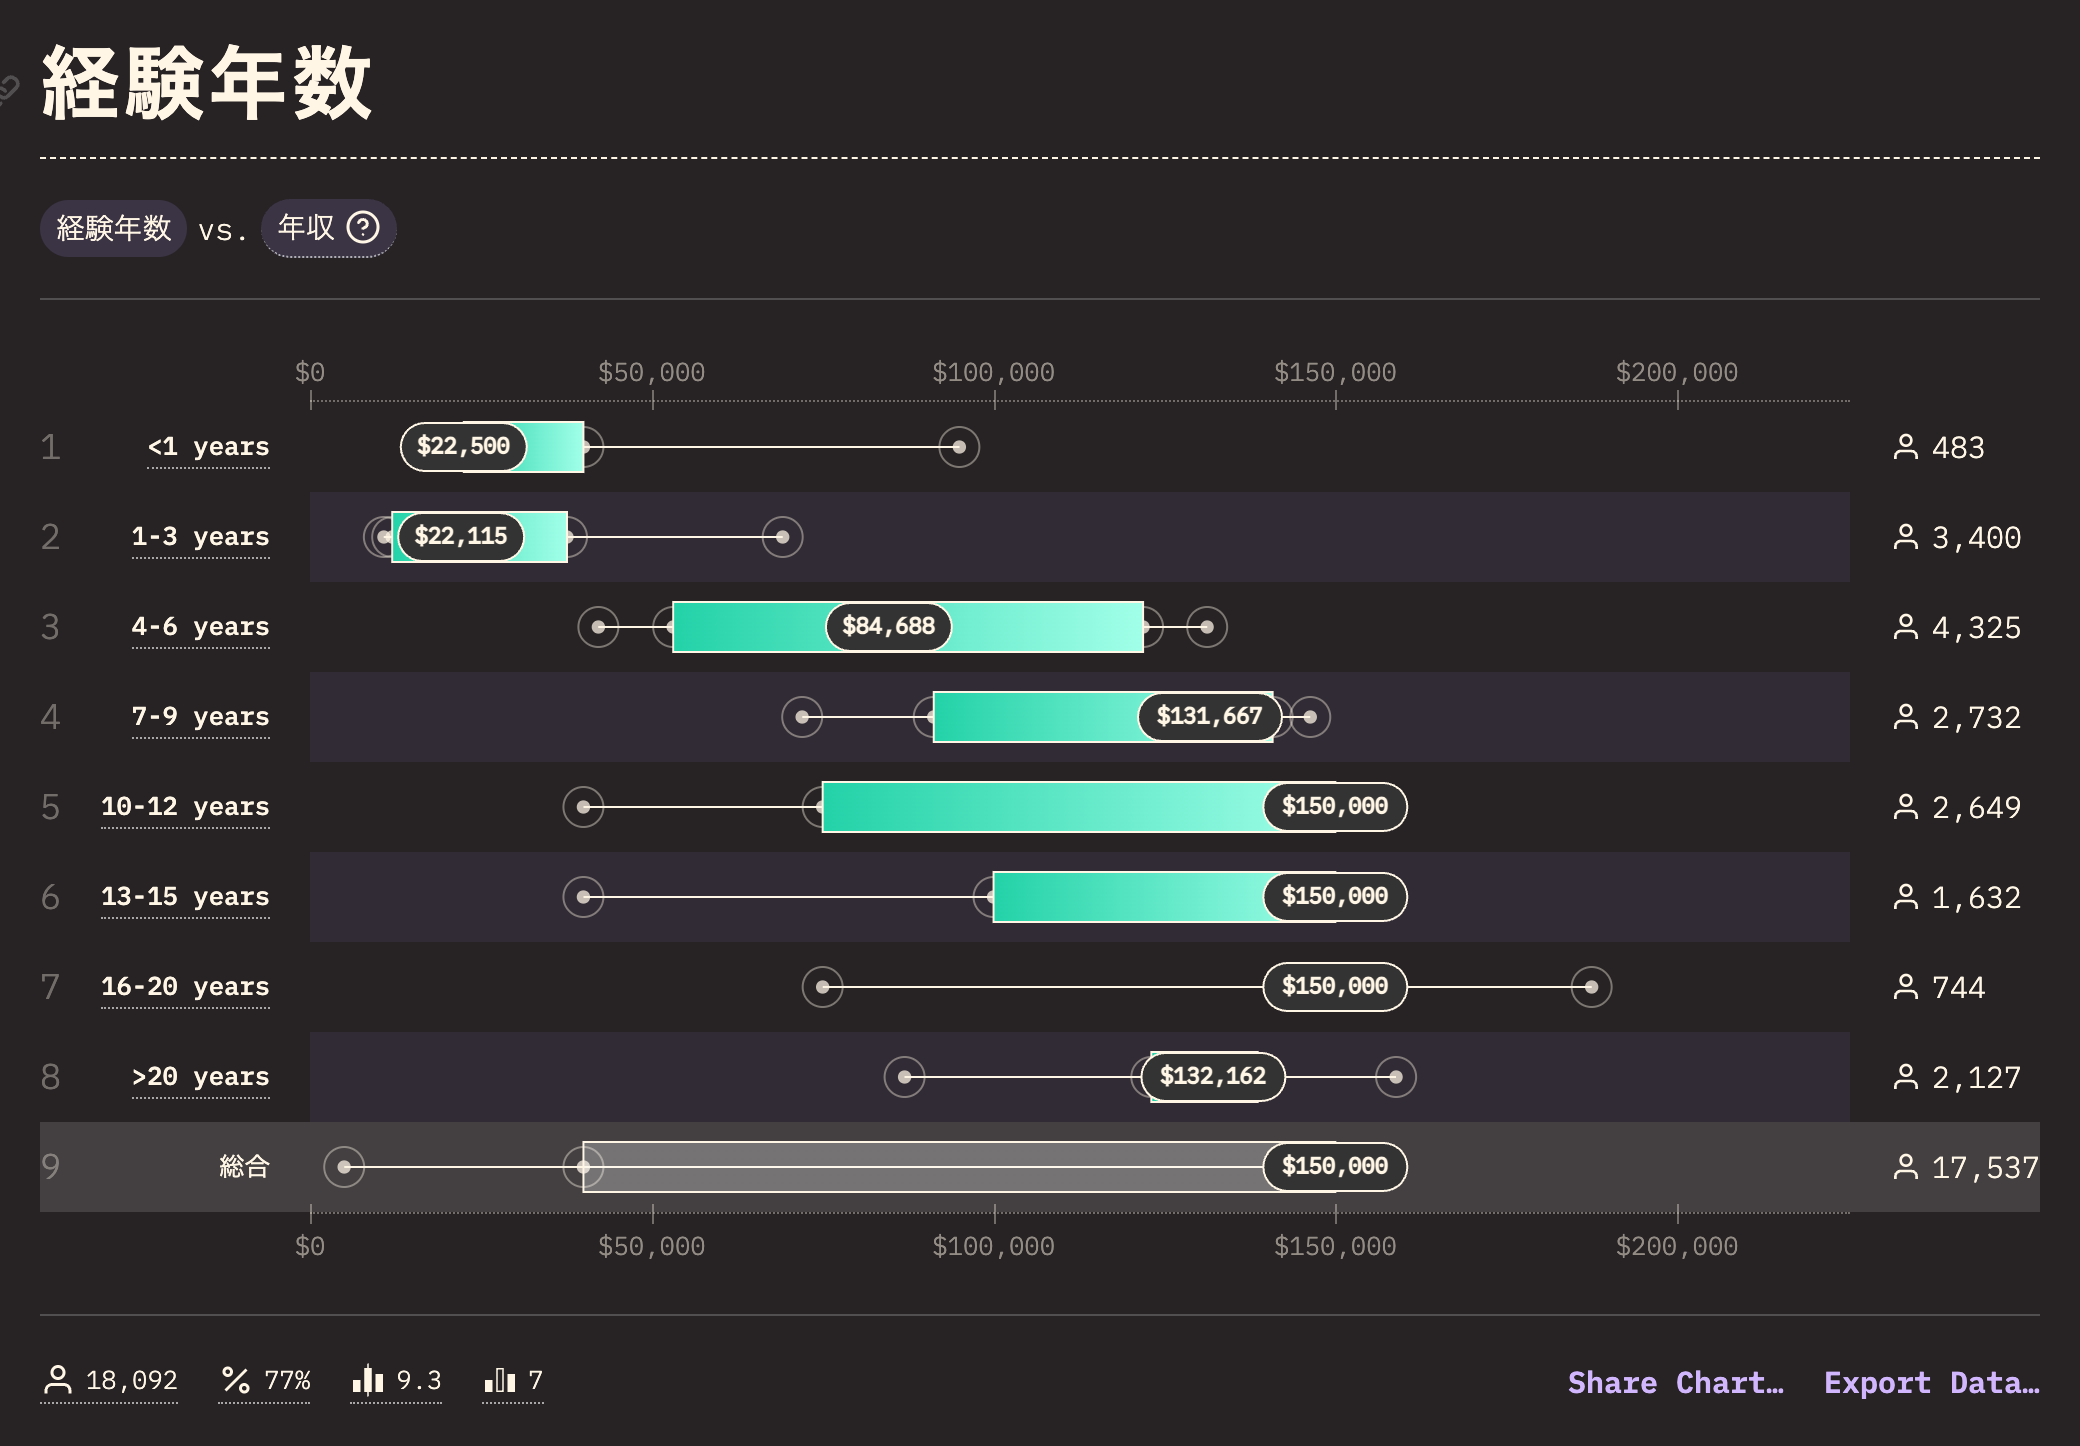 経験年数
経験年数 vs. 年収 ?
$0 $50,000 $100,000 $150,000 $200,000
1 <1 years $22,500 483
2 1-3 years $22,115 3,400
3 4-6 years $84,688 4,325
4 7-9 years $131,667 2,732
5 10-12 years $150,000 2,649
6 13-15 years $150,000 1,632
7 16-20 years $150,000 744
8 >20 years $132,162 2,127
9 総合 $150,000 17,537
$0 $50,000 $100,000 $150,000 $200,000
18,092 77% 9.3 7 Share Chart… Export Data…